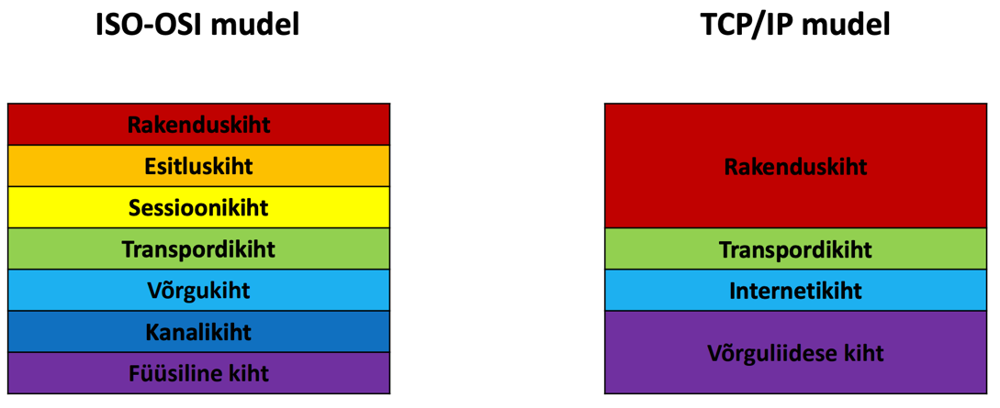 ISO-OSI mudel
Rakenduskiht
Esitluskiht
Sessioonikiht
Transpordikiht
Võrgukiht
Kanalikiht
Füüsiline kiht
TCP/IP mudel
Rakenduskiht
Transpordikiht
Internetikiht
Võrguliidese kiht